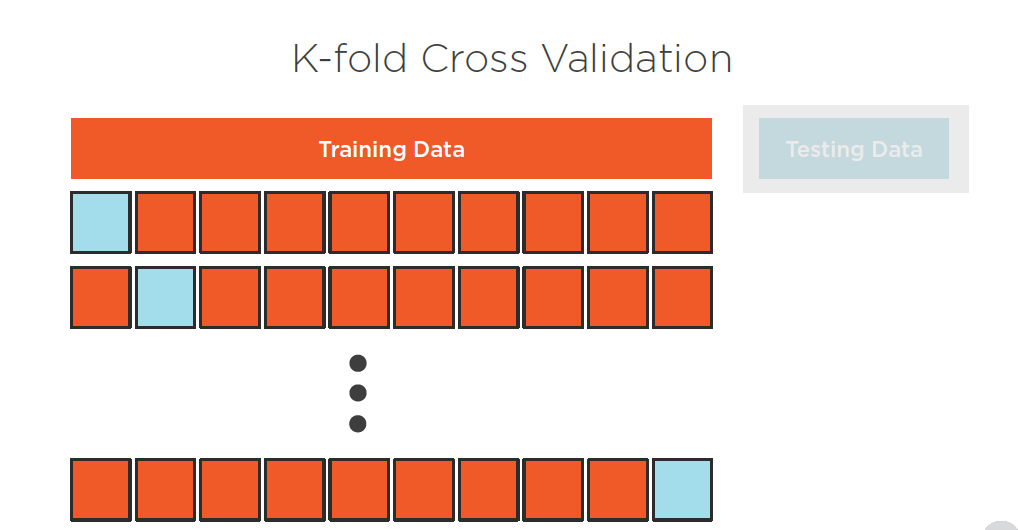 K-fold Cross Validation
Training Data
Testing Data